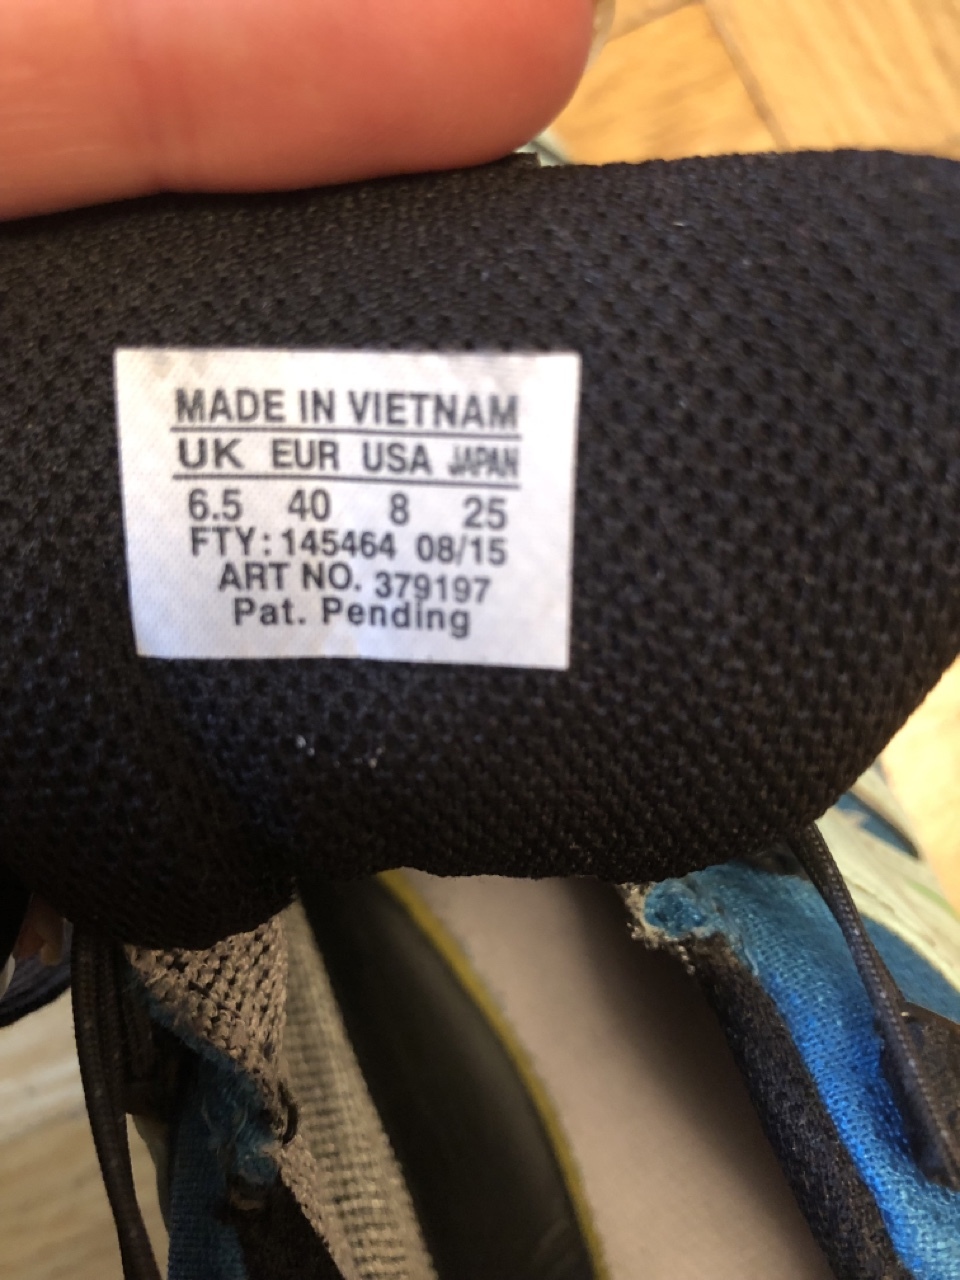 MADE IN VIETNAM
UK EUR USA JAPAN
6.5 40 8 25
FTY: 145464 08/15
ART NO. 379197
Pat. Pending